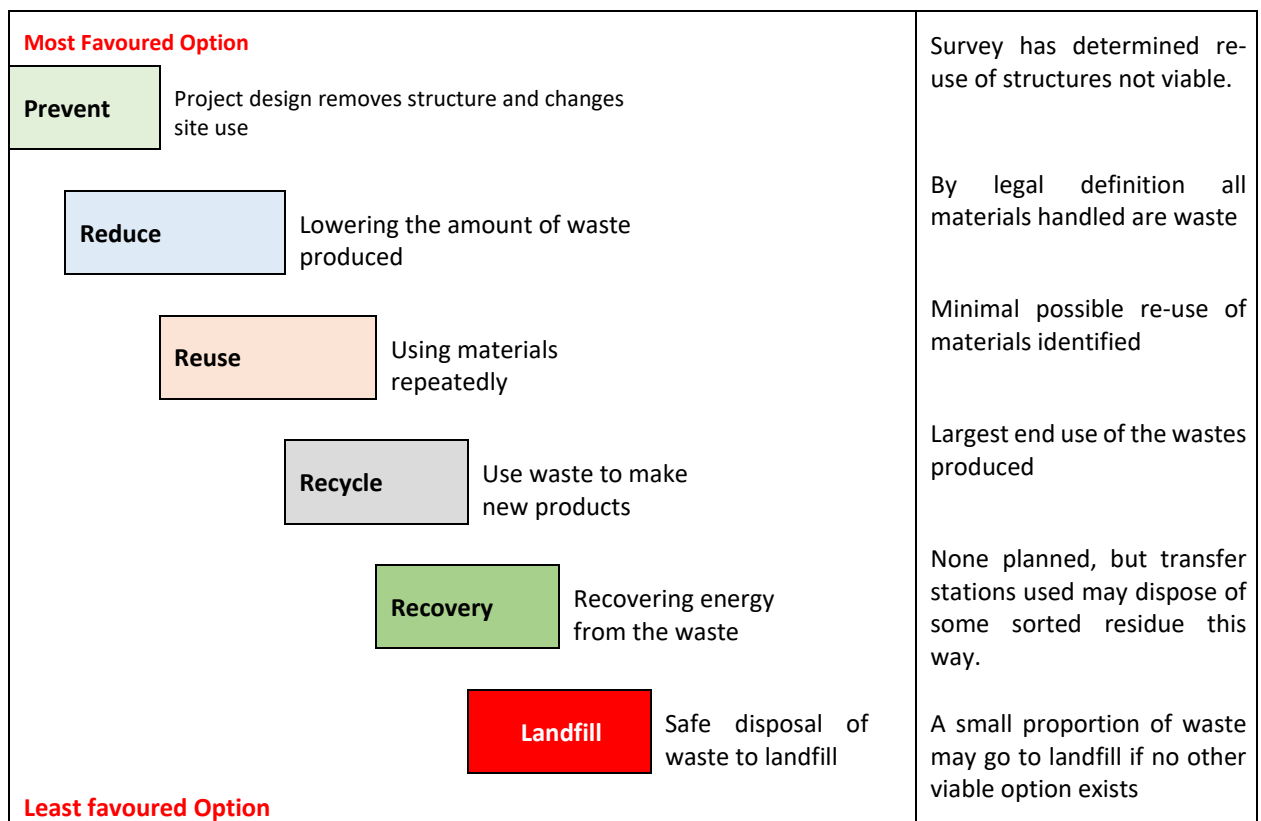 Most Favoured Option
Prevent
Project design removes structure and changes
site use
Survey has determined re-
use of structures not viable.
Reduce
Lowering the amount of waste
produced
By legal definition all
materials handled are waste
Reuse
Using materials
repeatedly
Minimal possible re-use of
materials identified
Recycle
Use waste to make
new products
Largest end use of the wastes
produced
Recovery
Recovering energy
from the waste
None planned, but transfer
stations used may dispose of
some sorted residue this
way.
Landfill
Safe disposal of
waste to landfill
A small proportion of waste
may go to landfill if no other
viable option exists
Least favoured Option